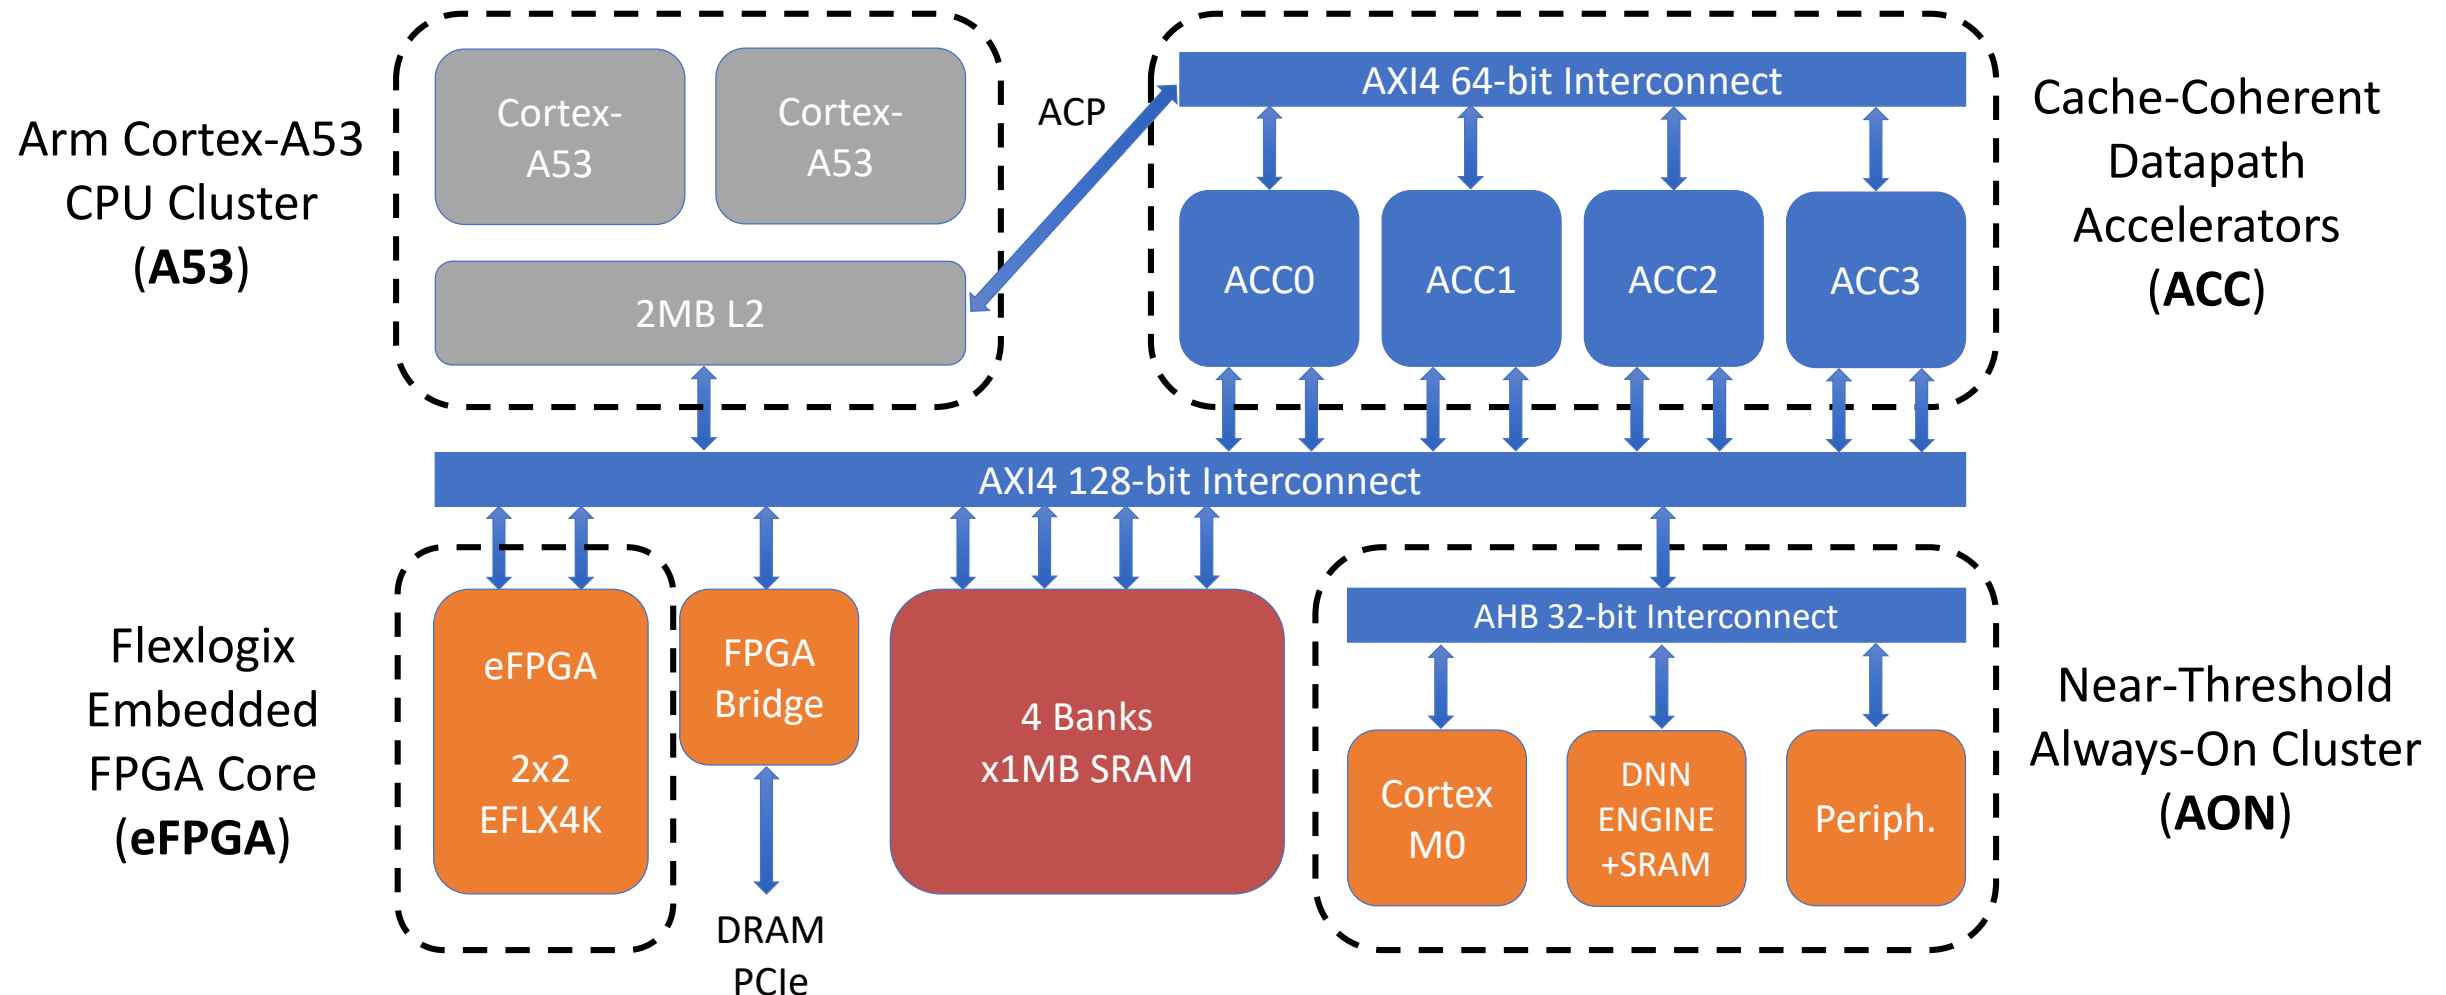 Arm Cortex-A53
CPU Cluster
(A53)
Cortex-
A53
Cortex-
A53
2MB L2
ACP
AXI4 64-bit Interconnect
ACC0
ACC1
ACC2
ACC3
Cache-Coherent
Datapath
Accelerators
(ACC)
AXI4 128-bit Interconnect
Flexlogix
Embedded
FPGA Core
(eFPGA)
eFPGA
2x2
EFLX4K
FPGA
Bridge
DRAM
PCIe
4 Banks
x1MB SRAM
AHB 32-bit Interconnect
Cortex
M0
DNN
ENGINE
+SRAM
Periph.
Near-Threshold
Always-On Cluster
(AON)